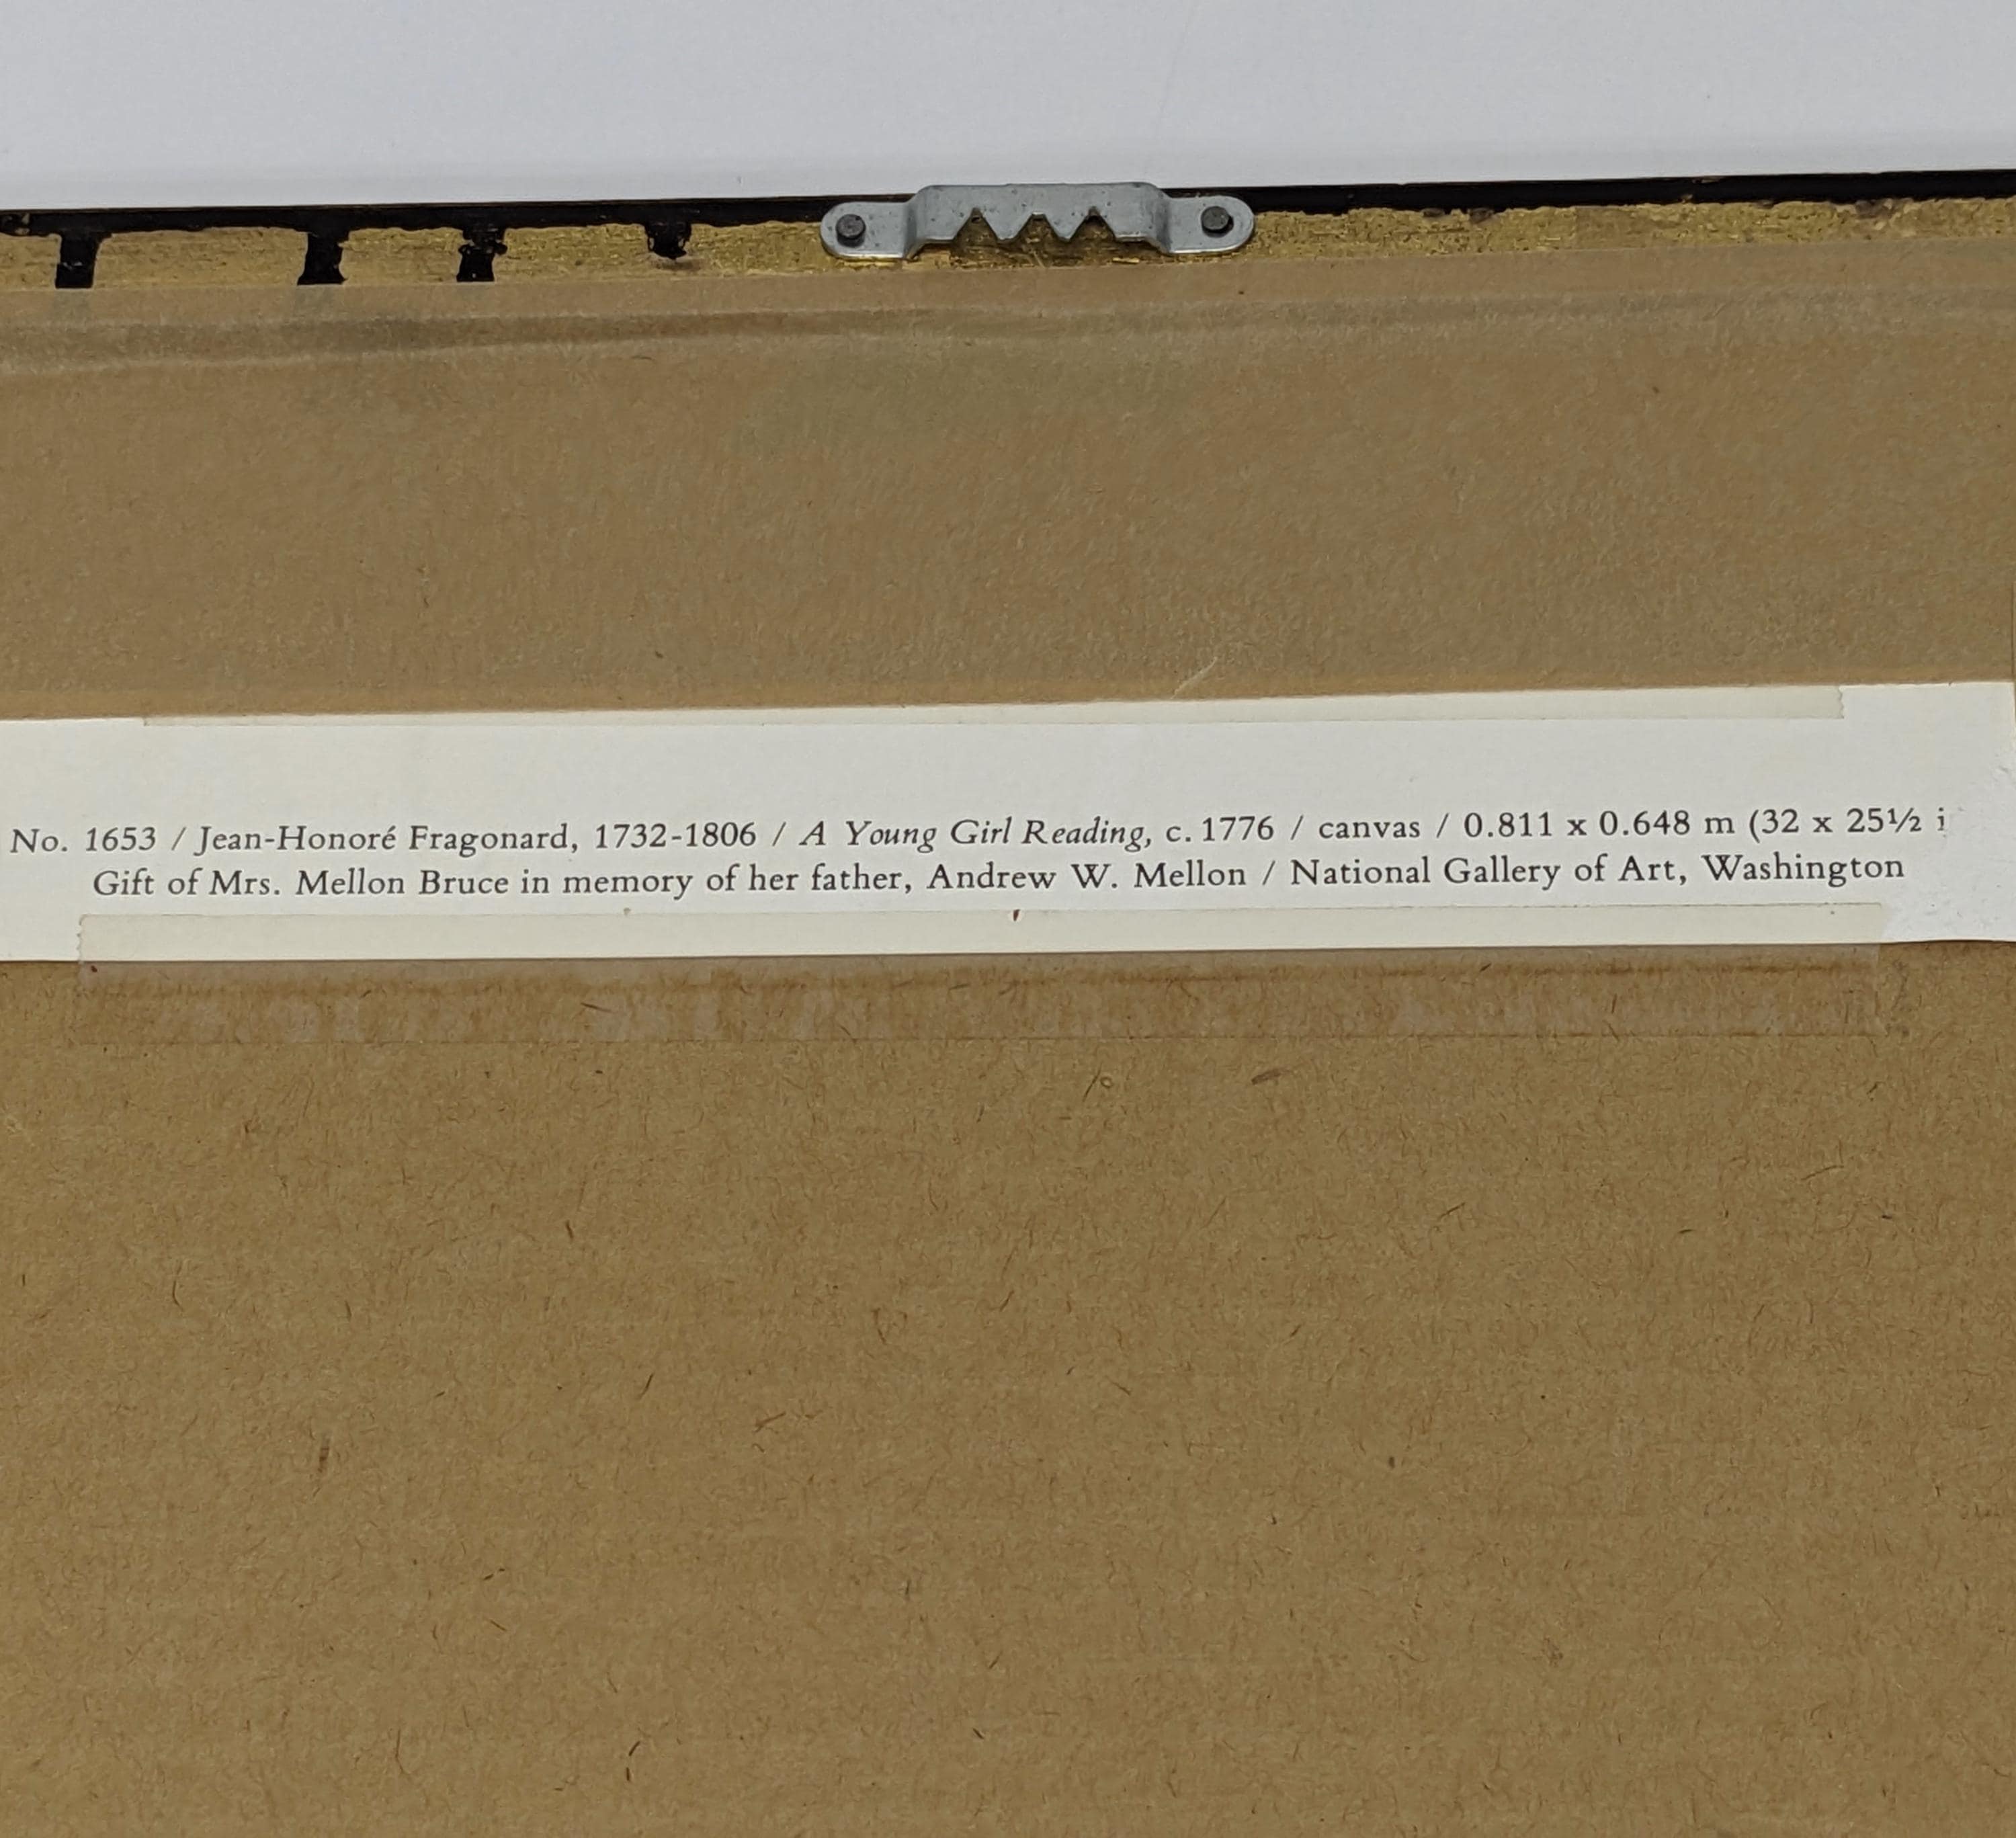 No. 1653 / Jean-Honoré Fragonard, 1732-1806 / A Young Girl Reading, c. 1776 / canvas / 0.811 x 0.648 m (32 x 25½ i
Gift of Mrs. Mellon Bruce in memory of her father, Andrew W. Mellon / National Gallery of Art, Washington